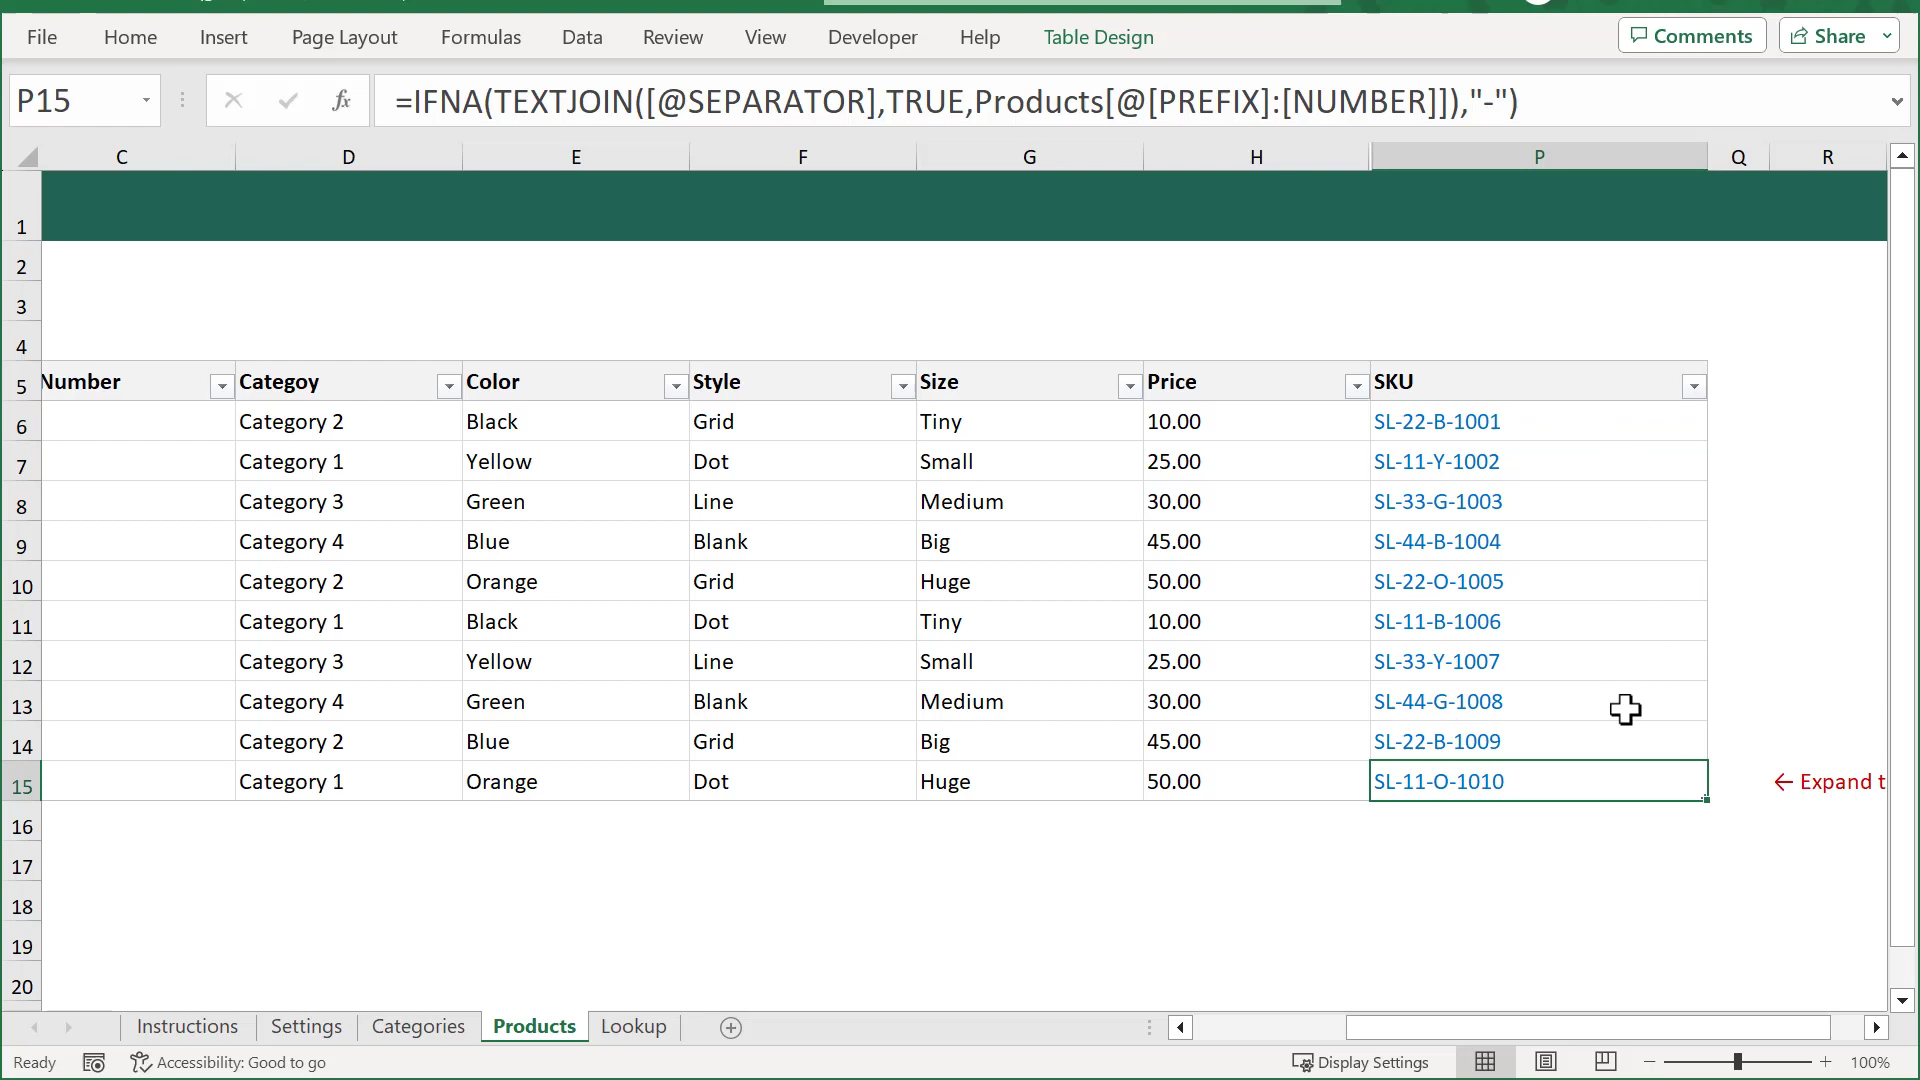 File Home Insert Page Layout Formulas Data Review View Developer Help Table Design Comments Share
P15 fx =IFNA(TEXTJOIN([@SEPARATOR],TRUE,Products[@[PREFIX]:[NUMBER]]),"-")
C D E F G H P Q R
1
2
3
4
5 Number Categoy Color Style Size Price SKU
6 Category 2 Black Grid Tiny 10.00 SL-22-B-1001
7 Category 1 Yellow Dot Small 25.00 SL-11-Y-1002
8 Category 3 Green Line Medium 30.00 SL-33-G-1003
9 Category 4 Blue Blank Big 45.00 SL-44-B-1004
10 Category 2 Orange Grid Huge 50.00 SL-22-O-1005
11 Category 1 Black Dot Tiny 10.00 SL-11-B-1006
12 Category 3 Yellow Line Small 25.00 SL-33-Y-1007
13 Category 4 Green Blank Medium 30.00 SL-44-G-1008
14 Category 2 Blue Grid Big 45.00 SL-22-B-1009
15 Category 1 Orange Dot Huge 50.00 SL-11-O-1010 ← Expand t
16
17
18
19
20
Instructions Settings Categories Products Lookup
Ready Accessibility: Good to go Display Settings 100%